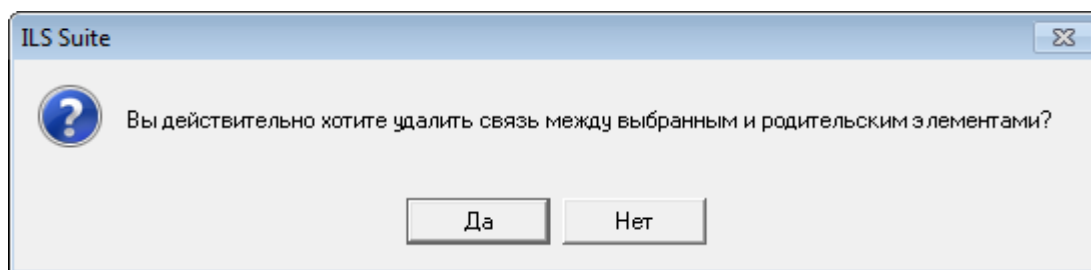 ILS Suite
Вы действительно хотите удалить связь между выбранным и родительским элементами?
Да
Нет